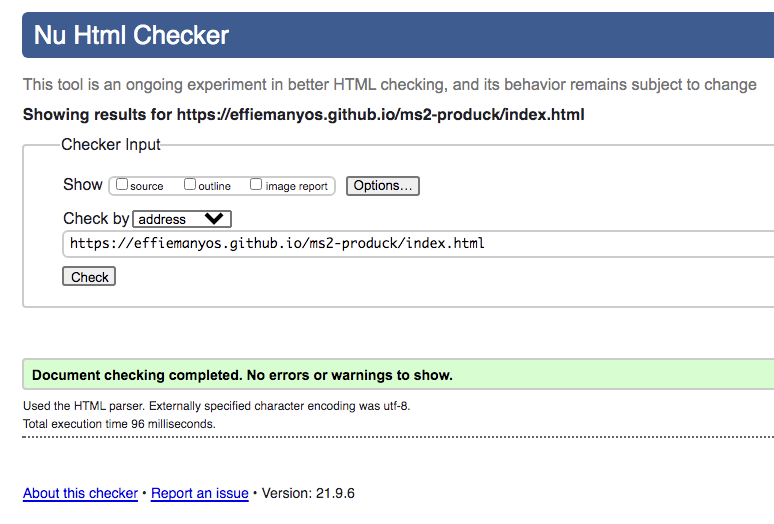 Nu Html Checker
This tool is an ongoing experiment in better HTML checking, and its behavior remains subject to change
Showing results for https://effiemanyos.github.io/ms2-produck/index.html
Checker Input
Show source outline image report Options...
Check by address
https://effiemanyos.github.io/ms2-produck/index.html
Check
Document checking completed. No errors or warnings to show.
Used the HTML parser. Externally specified character encoding was utf-8.
Total execution time 96 milliseconds.
About this checker • Report an issue • Version: 21.9.6